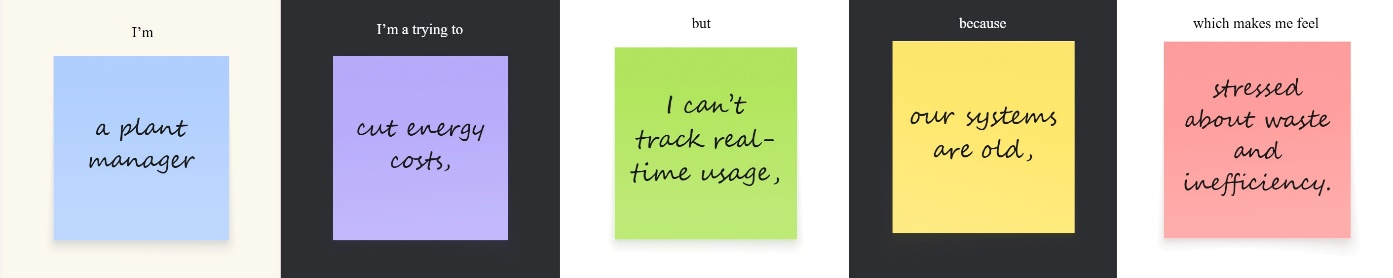 I'm
a plant
manager
I'm a trying to
cut energy
costs,
but
I can't
track real-
time usage,
because
our systems
are old,
which makes me feel
stressed
about waste
and
inefficiency.